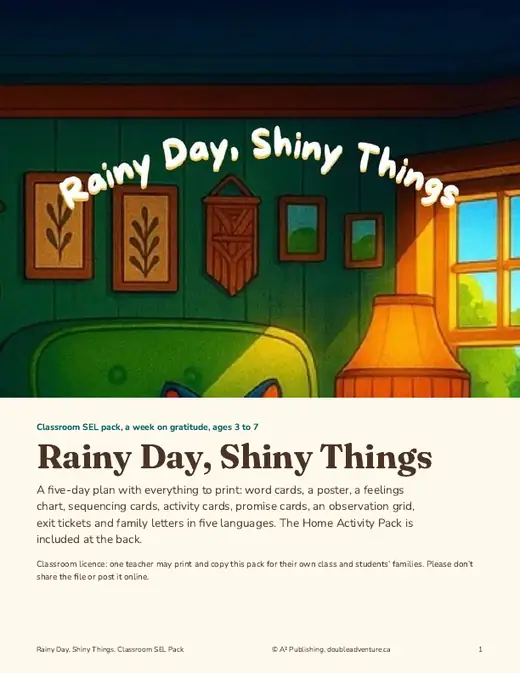 Rainy Day, Shiny Things
Classroom SEL pack, a week on gratitude, ages 3 to 7
Rainy Day, Shiny Things
A five-day plan with everything to print: word cards, a poster, a feelings
chart, sequencing cards, activity cards, promise cards, an observation grid,
exit tickets and family letters in five languages. The Home Activity Pack is
included at the back.
Classroom licence: one teacher may print and copy this pack for their own class and students' families. Please don't
share the file or post it online.
Rainy Day, Shiny Things. Classroom SEL Pack
© A² Publishing. doubleadventure.ca
1